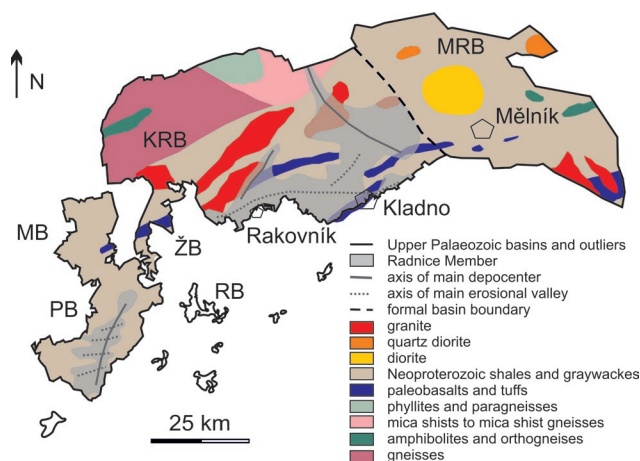 N
MRB
Mělník
KRB
MB
ŽB
Rakovník
Kladno
PB
RB
25 km
Upper Palaeozoic basins and outliers
Radnice Member
axis of main depocenter
axis of main erosional valley
formal basin boundary
granite
quartz diorite
diorite
Neoproterozoic shales and graywackes
paleobasalts and tuffs
phyllites and paragneisses
mica shists to mica shist gneisses
amphibolites and orthogneises
gneisses